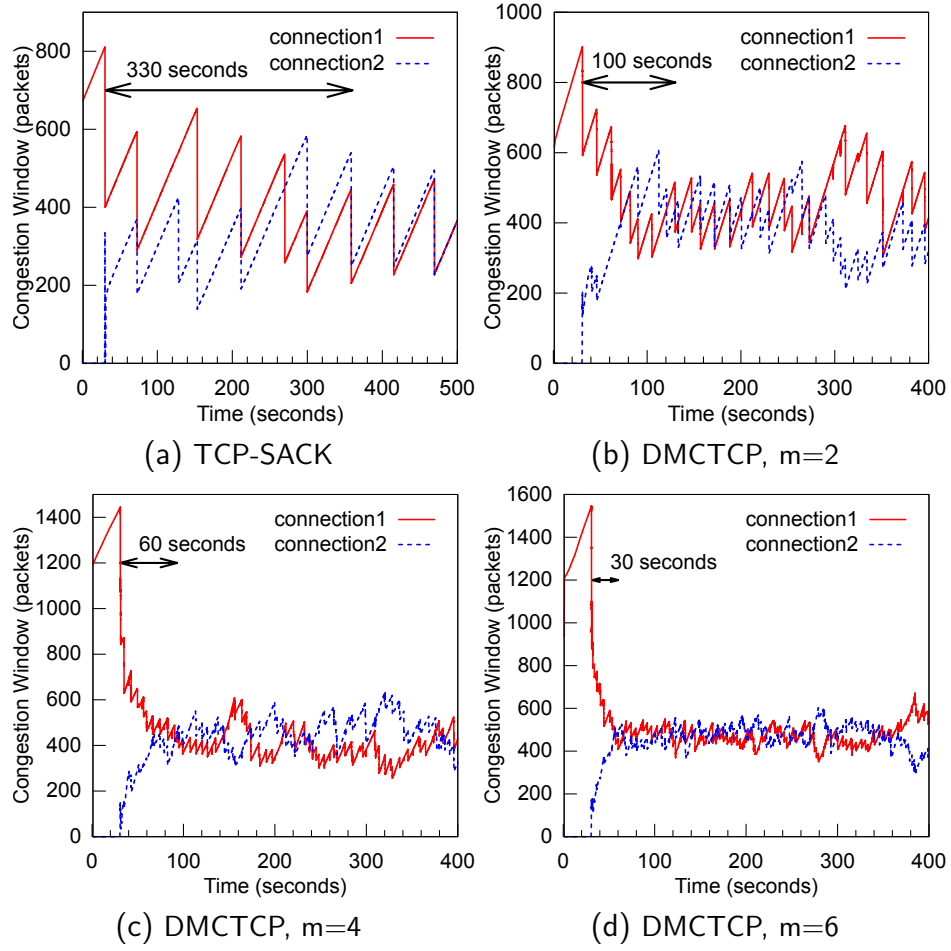 connection1
connection2
330 seconds
Congestion Window (packets)
800
600
400
200
0
0 100 200 300 400 500
Time (seconds)
(a) TCP-SACK
connection1
connection2
100 seconds
Congestion Window (packets)
1000
800
600
400
200
0
0 100 200 300 400
Time (seconds)
(b) DMCTCP, m=2
connection1
connection2
60 seconds
Congestion Window (packets)
1400
1200
1000
800
600
400
200
0
0 100 200 300 400
Time (seconds)
(c) DMCTCP, m=4
connection1
connection2
30 seconds
Congestion Window (packets)
1600
1400
1200
1000
800
600
400
200
0
0 100 200 300 400
Time (seconds)
(d) DMCTCP, m=6